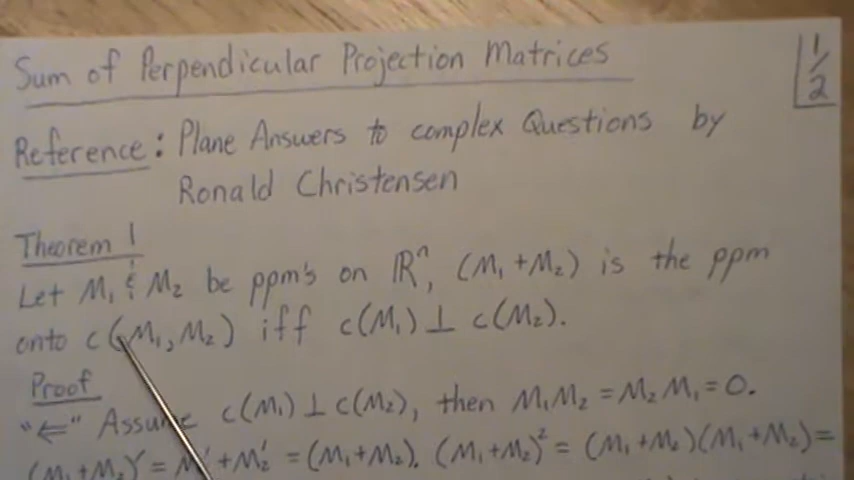 Sum of Perpendicular Projection Matrices
1/2
Reference: Plane Answers to complex Questions by
Ronald Christensen
Theorem 1
Let M₁ & M₂ be ppm's on ℝⁿ, (M₁+M₂) is the ppm
onto c(M₁,M₂) iff c(M₁) ⊥ c(M₂).
Proof
"⇐" Assume c(M₁) ⊥ c(M₂), then M₁M₂ = M₂M₁ = 0.
(M₁+M₂)' = M₁'+M₂' = (M₁+M₂). (M₁+M₂)² = (M₁+M₂)(M₁+M₂) =